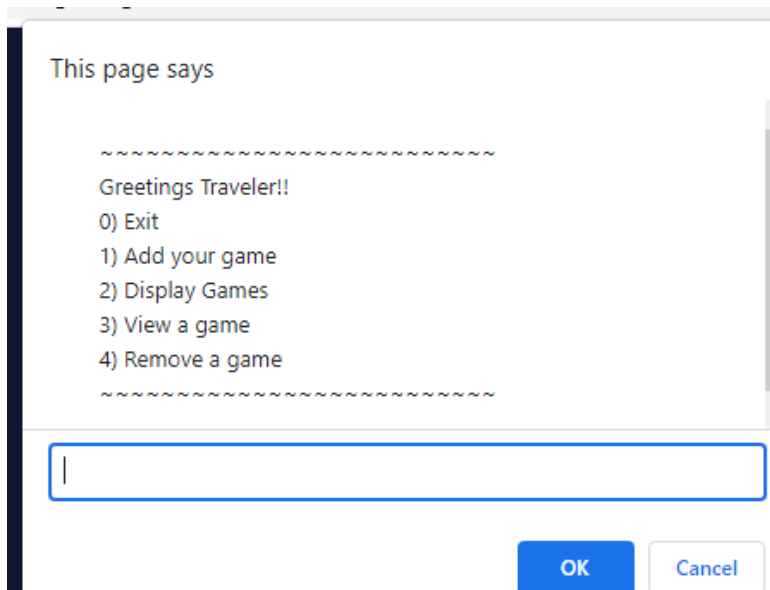 This page says
~~~~~~~~~~~~~~~~~~~~~~~~~~
Greetings Traveler!!
0) Exit
1) Add your game
2) Display Games
3) View a game
4) Remove a game
~~~~~~~~~~~~~~~~~~~~~~~~~~
OK
Cancel